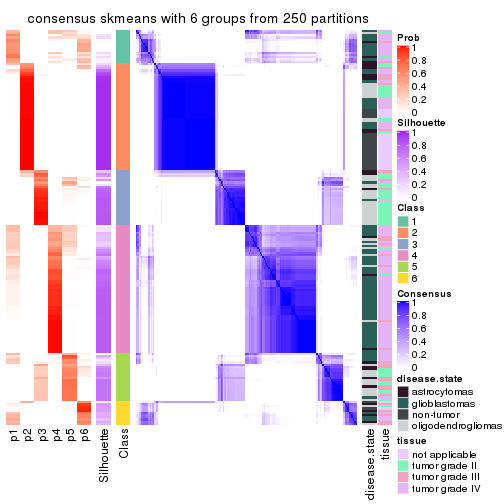 consensus skmeans with 6 groups from 250 partitions
Prob
1
0.8
0.6
0.4
0.2
0
Silhouette
1
0.8
0.6
0.4
0.2
0
Class
1
2
3
4
5
6
Consensus
1
0.8
0.6
0.4
0.2
0
disease.state
astrocytomas
glioblastomas
non-tumor
oligodendrogliomas
tissue
not applicable
tumor grade II
tumor grade III
tumor grade IV
p1
p2
p3
p4
p5
p6
Silhouette
Class
disease.state
tissue